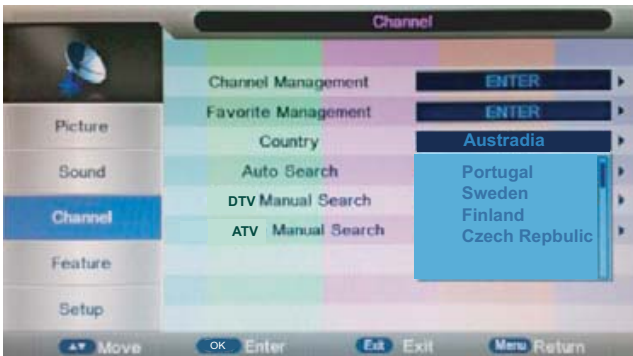 Channel
Channel Management ENTER
Favorite Management ENTER
Country Austradia
Auto Search
DTV Manual Search
ATV Manual Search
Portugal
Sweden
Finland
Czech Repbulic
Picture
Sound
Channel
Feature
Setup
Move OK Enter Exit Exit Menu Return